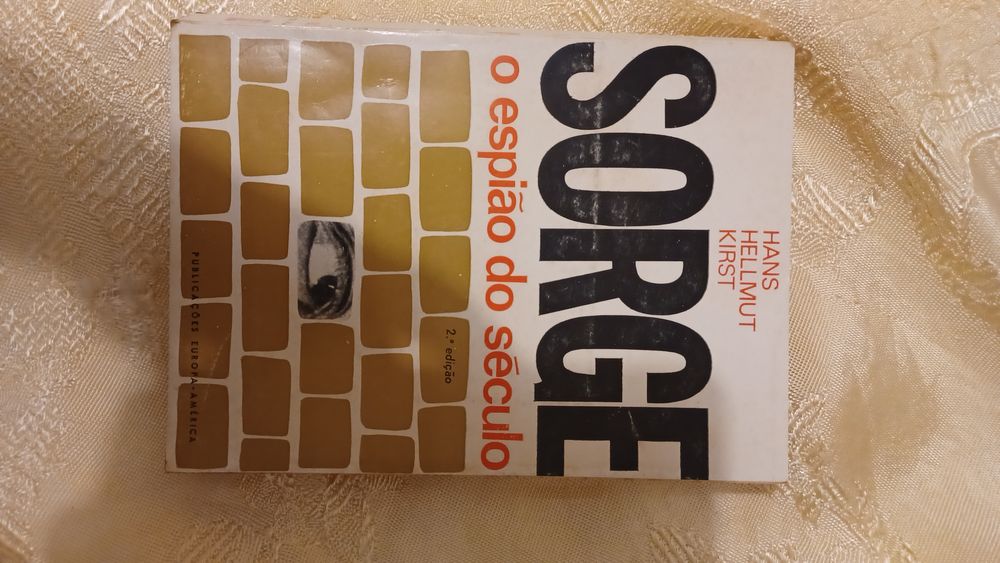 HANS
HELLMUT
KIRST
SORGE
o espião do século
2.ª edição
PUBLICAÇÕES EUROPA-AMÉRICA